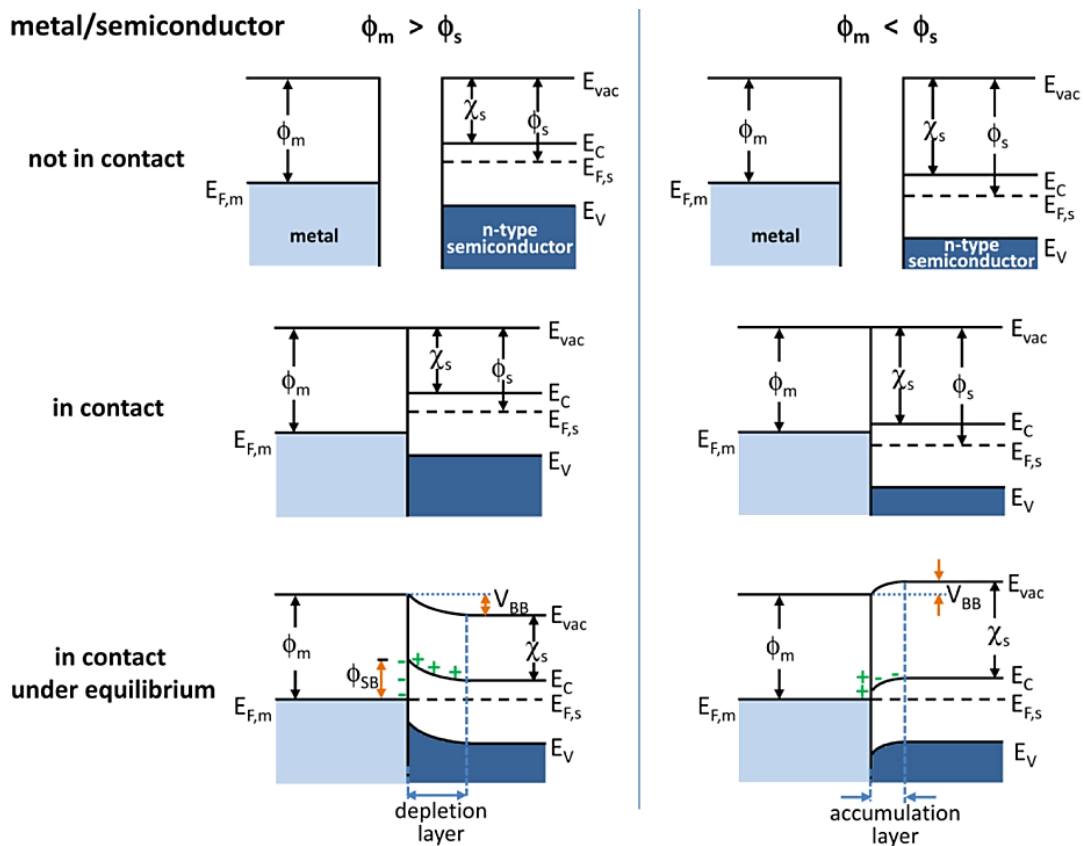 metal/semiconductor
ϕm > ϕs
ϕm < ϕs
not in contact
ϕm
EF,m
metal
χs
ϕs
Evac
EC
EF,s
EV
n-type
semiconductor
ϕm
EF,m
metal
χs
ϕs
Evac
EC
EF,s
EV
n-type
semiconductor
in contact
ϕm
EF,m
χs
ϕs
Evac
EC
EF,s
EV
ϕm
EF,m
χs
ϕs
Evac
EC
EF,s
EV
in contact
under equilibrium
ϕm
EF,m
ϕSB
- + + +
-
-
VBB
Evac
χs
EC
EF,s
EV
depletion
layer
ϕm
EF,m
+ - -
+
VBB
Evac
χs
EC
EF,s
EV
accumulation
layer